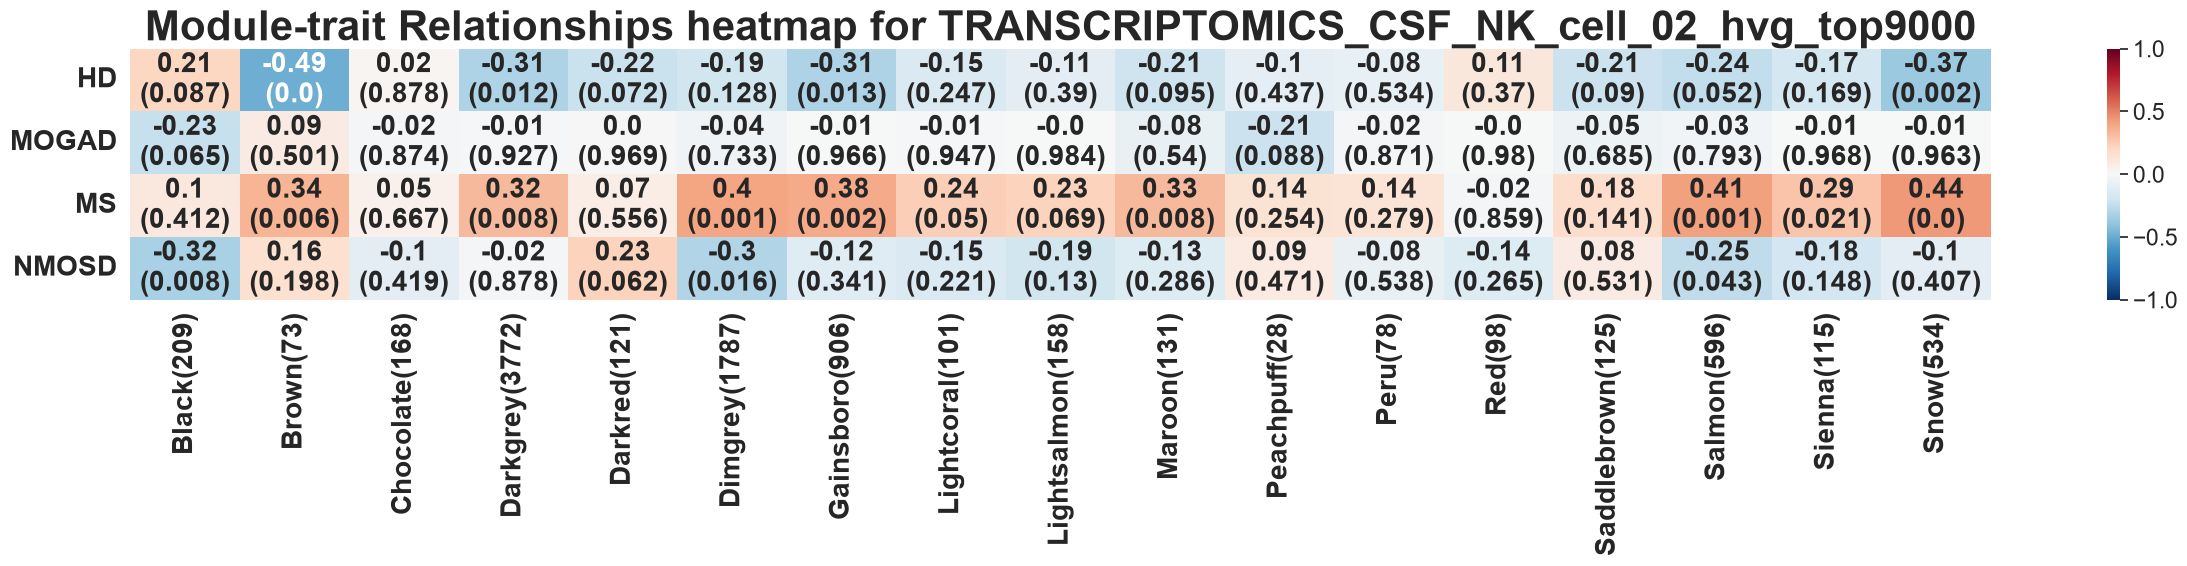 Module-trait Relationships heatmap for TRANSCRIPTOMICS_CSF_NK_cell_02_hvg_top9000
HD
0.21 -0.49 0.02 -0.31 -0.22 -0.19 -0.31 -0.15 -0.11 -0.21 -0.1 -0.08 0.11 -0.21 -0.24 -0.17 -0.37
(0.087) (0.0) (0.878) (0.012) (0.072) (0.128) (0.013) (0.247) (0.39) (0.095) (0.437) (0.534) (0.37) (0.09) (0.052) (0.169) (0.002)
MOGAD
-0.23 0.09 -0.02 -0.01 0.0 -0.04 -0.01 -0.01 -0.0 -0.08 -0.21 -0.02 -0.0 -0.05 -0.03 -0.01 -0.01
(0.065) (0.501) (0.874) (0.927) (0.969) (0.733) (0.966) (0.947) (0.984) (0.54) (0.088) (0.871) (0.98) (0.685) (0.793) (0.968) (0.963)
MS
0.1 0.34 0.05 0.32 0.07 0.4 0.38 0.24 0.23 0.33 0.14 0.14 -0.02 0.18 0.41 0.29 0.44
(0.412) (0.006) (0.667) (0.008) (0.556) (0.001) (0.002) (0.05) (0.069) (0.008) (0.254) (0.279) (0.859) (0.141) (0.001) (0.021) (0.0)
NMOSD
-0.32 0.16 -0.1 -0.02 0.23 -0.3 -0.12 -0.15 -0.19 -0.13 0.09 -0.08 -0.14 0.08 -0.25 -0.18 -0.1
(0.008) (0.198) (0.419) (0.878) (0.062) (0.016) (0.341) (0.221) (0.13) (0.286) (0.471) (0.538) (0.265) (0.531) (0.043) (0.148) (0.407)
Black(209)
Brown(73)
Chocolate(168)
Darkgrey(3772)
Darkred(121)
Dimgrey(1787)
Gainsboro(906)
Lightcoral(101)
Lightsalmon(158)
Maroon(131)
Peachpuff(28)
Peru(78)
Red(98)
Saddlebrown(125)
Salmon(596)
Sienna(115)
Snow(534)
1.0
0.5
0.0
−0.5
−1.0